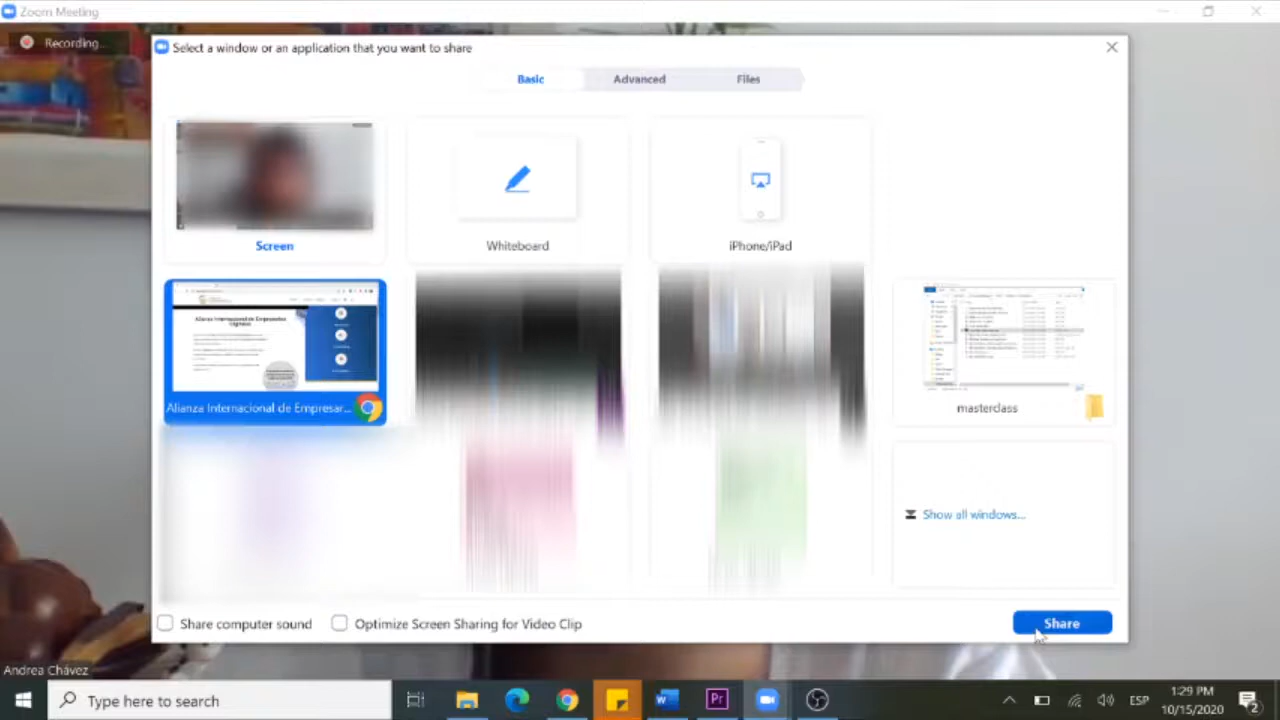 Zoom Meeting
Recording...
Select a window or an application that you want to share
Basic
Advanced
Files
Screen
Whiteboard
iPhone/iPad
Alianza Internacional de Empresar...
masterclass
Show all windows...
Share computer sound
Optimize Screen Sharing for Video Clip
Share
Andrea Chávez
Type here to search
Pr
ESP
1:29 PM
10/15/2020
2